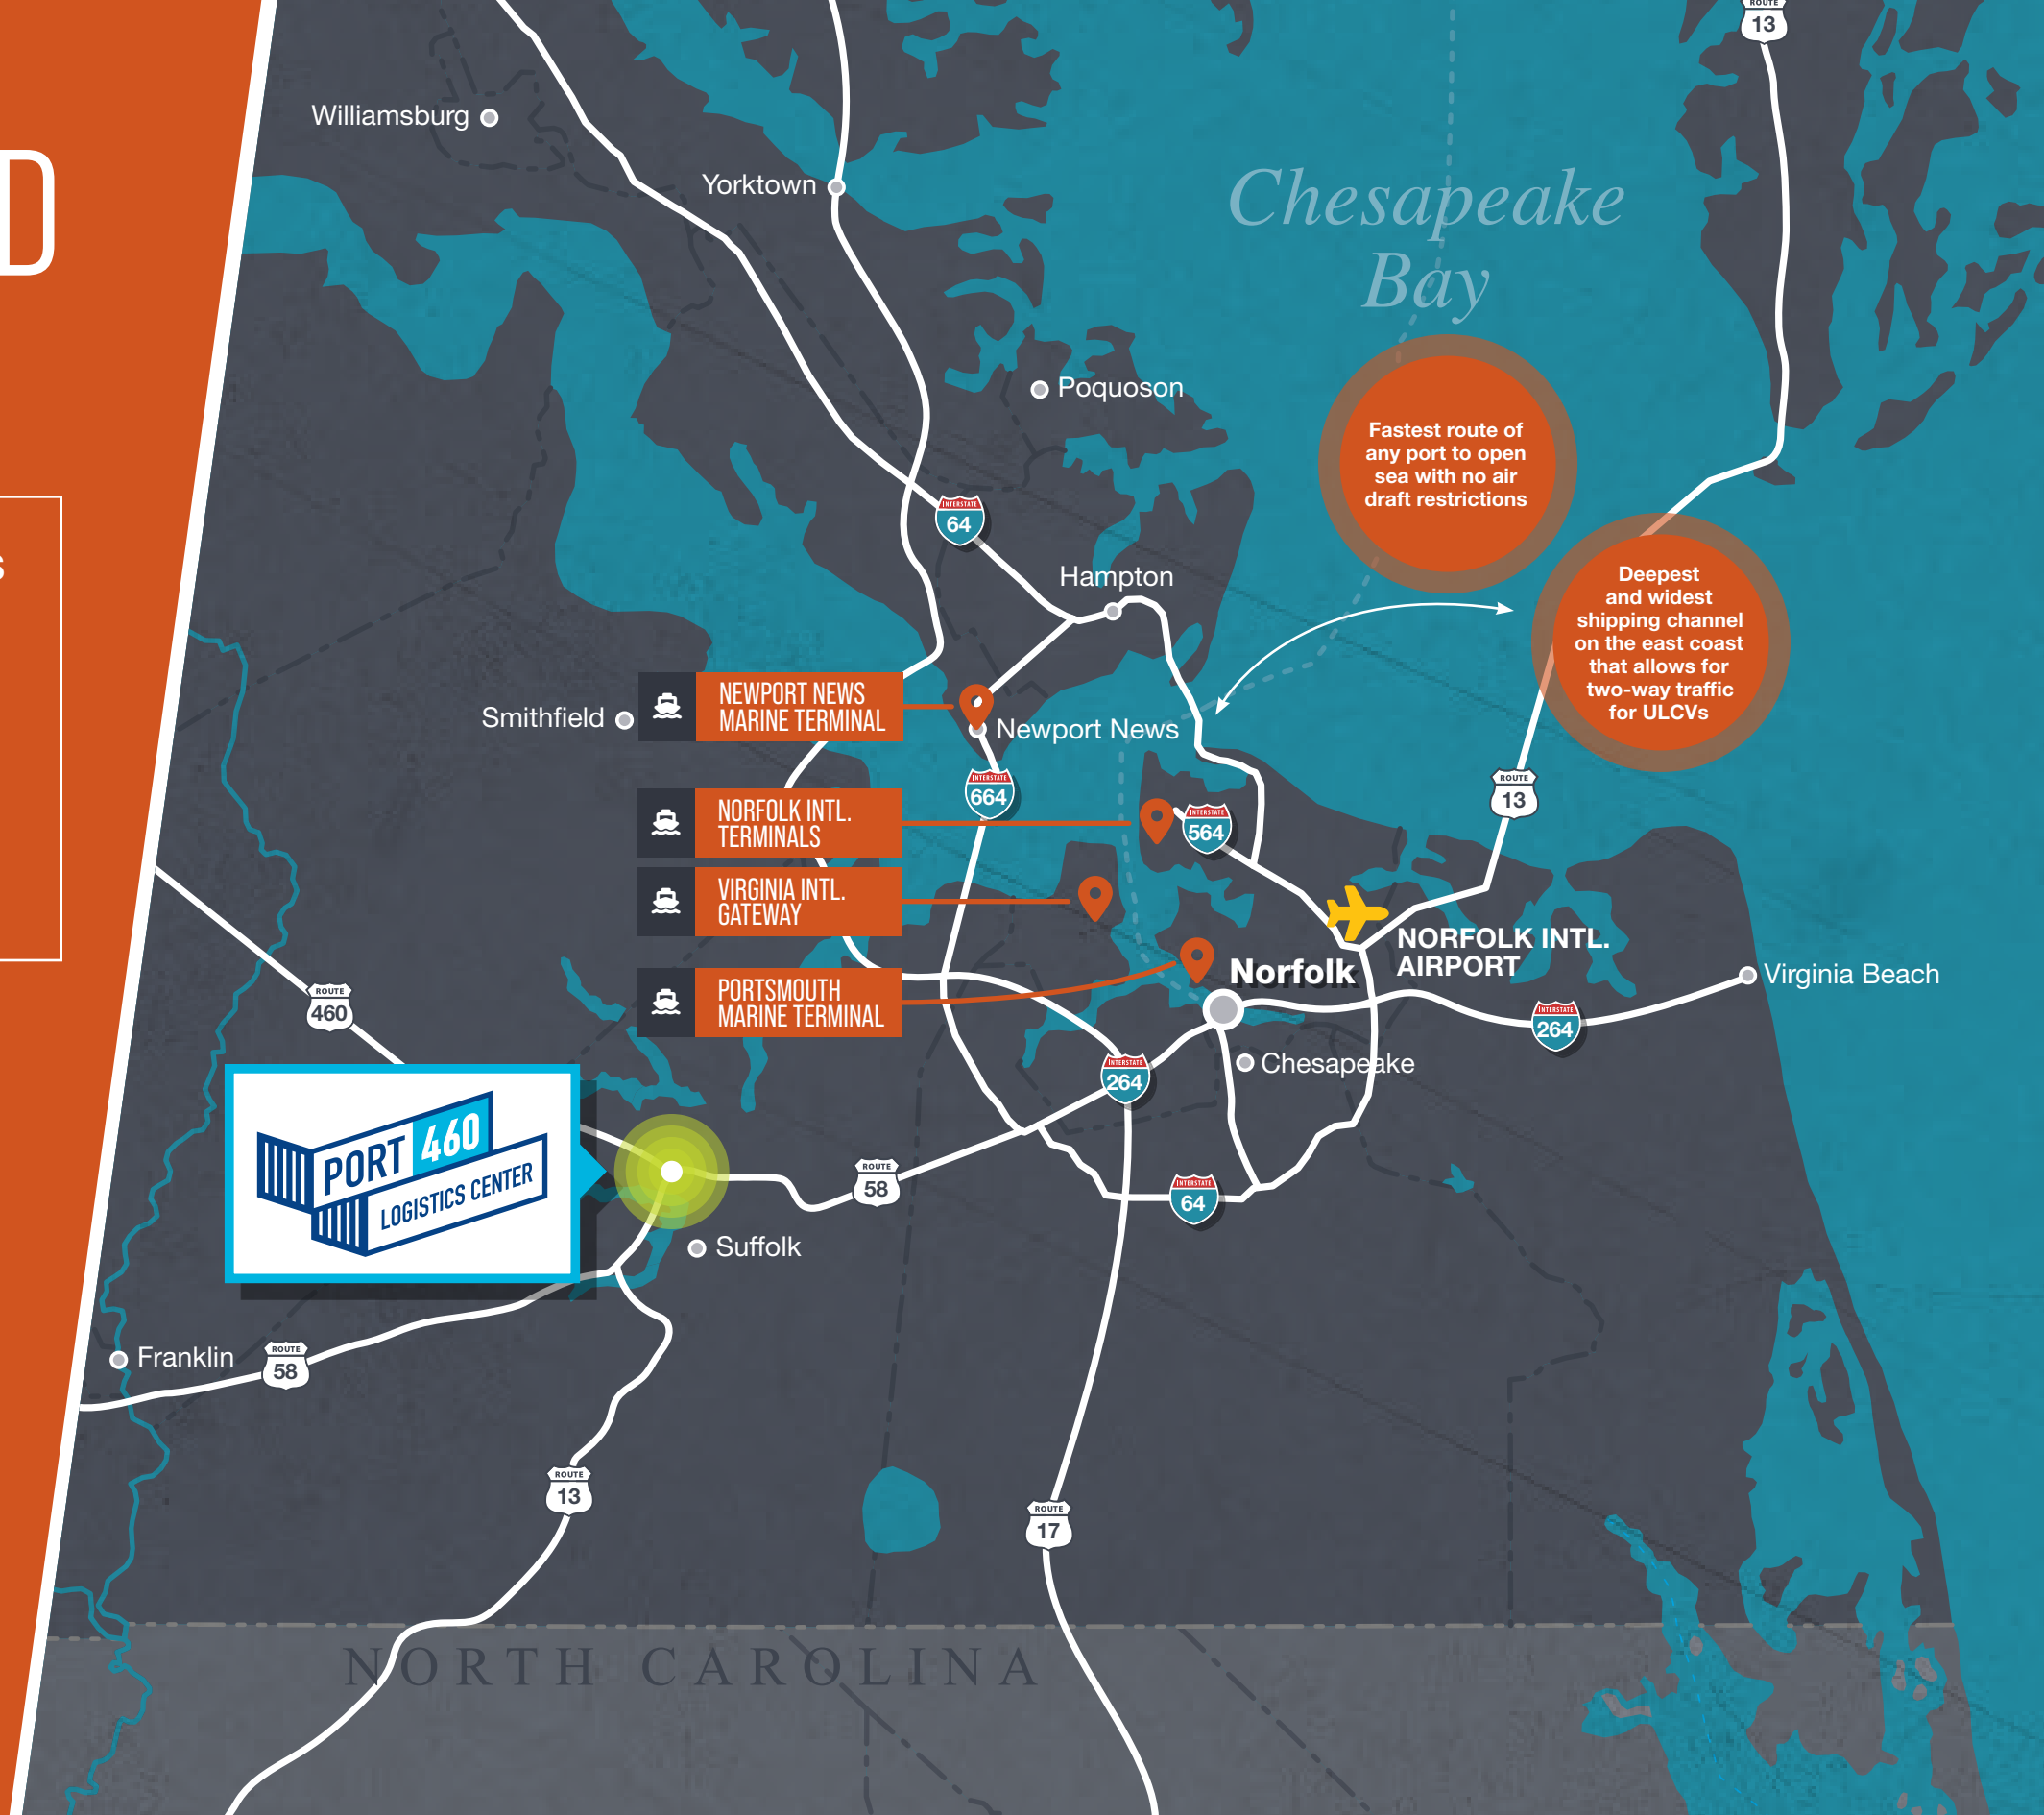 ROUTE
13
Williamsburg
D
Yorktown
Chesapeake
Bay
Poquoson
Fastest route of
any port to open
sea with no air
draft restrictions
INTERSTATE
64
s
Hampton
Deepest
and widest
shipping channel
on the east coast
that allows for
two-way traffic
for ULCVs
NEWPORT NEWS
MARINE TERMINAL
Smithfield
Newport News
INTERSTATE
664
ROUTE
13
NORFOLK INTL.
TERMINALS
INTERSTATE
564
VIRGINIA INTL.
GATEWAY
NORFOLK INTL.
AIRPORT
Norfolk
Virginia Beach
PORTSMOUTH
MARINE TERMINAL
ROUTE
460
INTERSTATE
264
Chesapeake
INTERSTATE
264
PORT 460
LOGISTICS CENTER
ROUTE
58
INTERSTATE
64
Suffolk
Franklin
ROUTE
58
ROUTE
13
ROUTE
17
NORTH CAROLINA